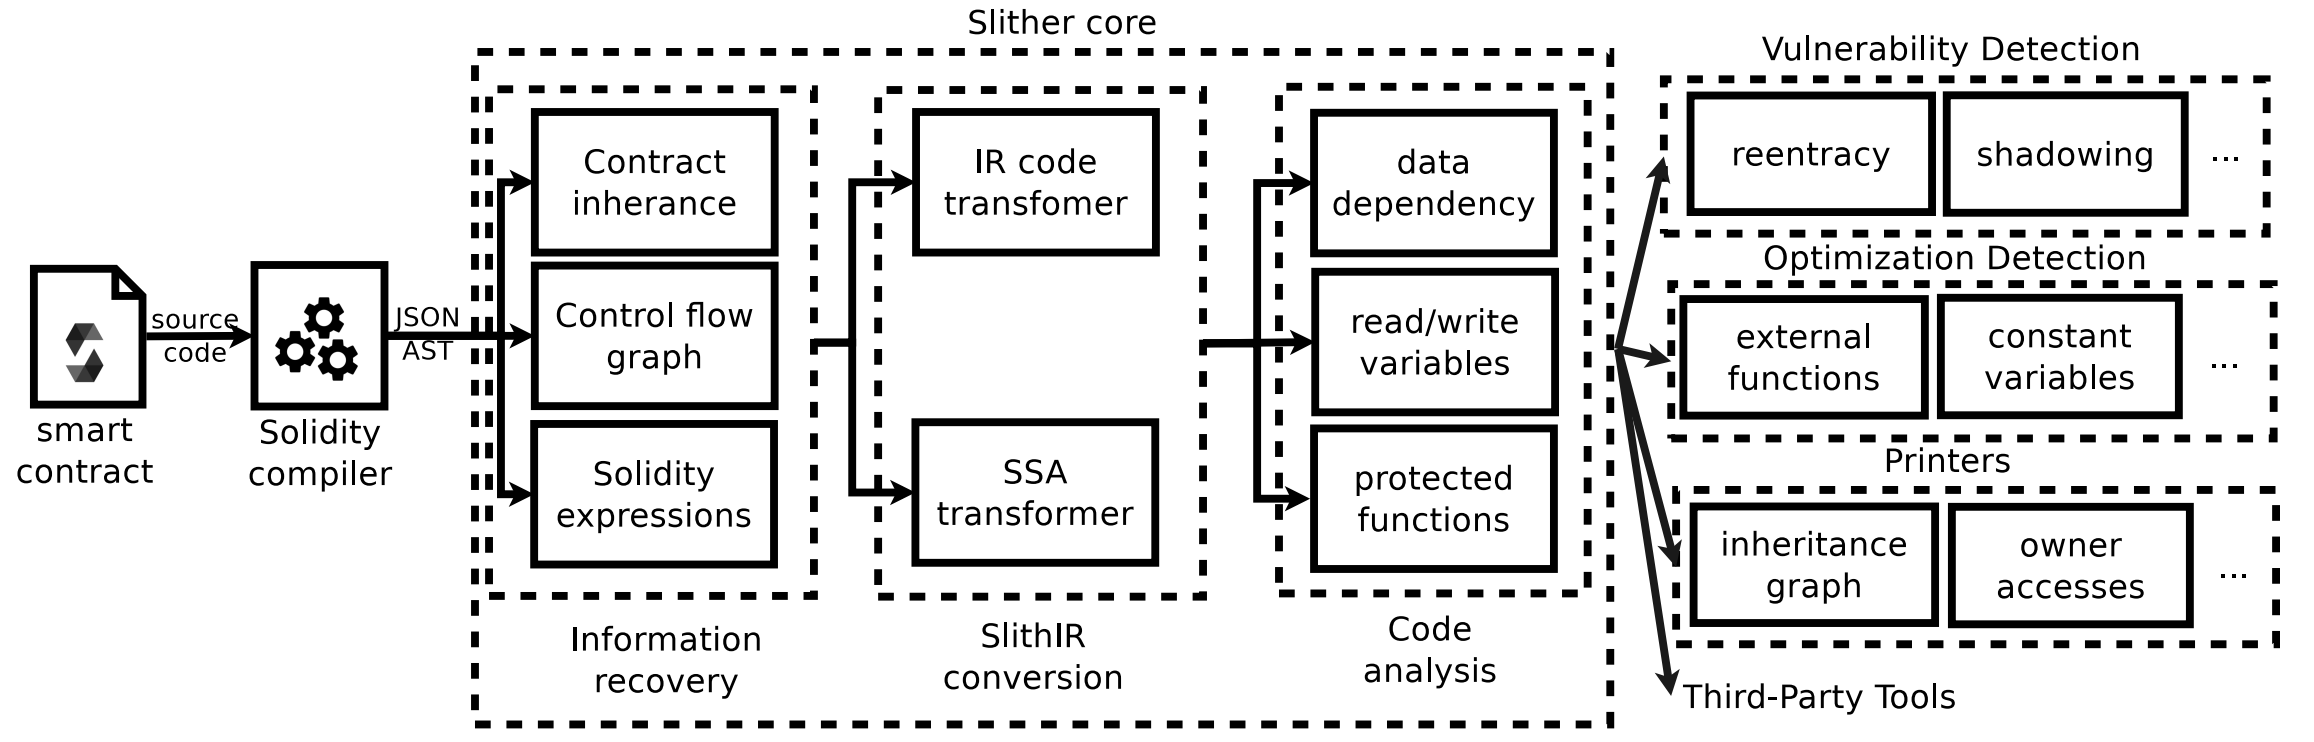 Slither core
smart
contract
source
code
Solidity
compiler
JSON
AST
Contract
inherance
Control flow
graph
Solidity
expressions
Information
recovery
IR code
transfomer
SSA
transformer
SlithIR
conversion
data
dependency
read/write
variables
protected
functions
Code
analysis
Vulnerability Detection
reentracy
shadowing
...
Optimization Detection
external
functions
constant
variables
...
Printers
inheritance
graph
owner
accesses
...
Third-Party Tools